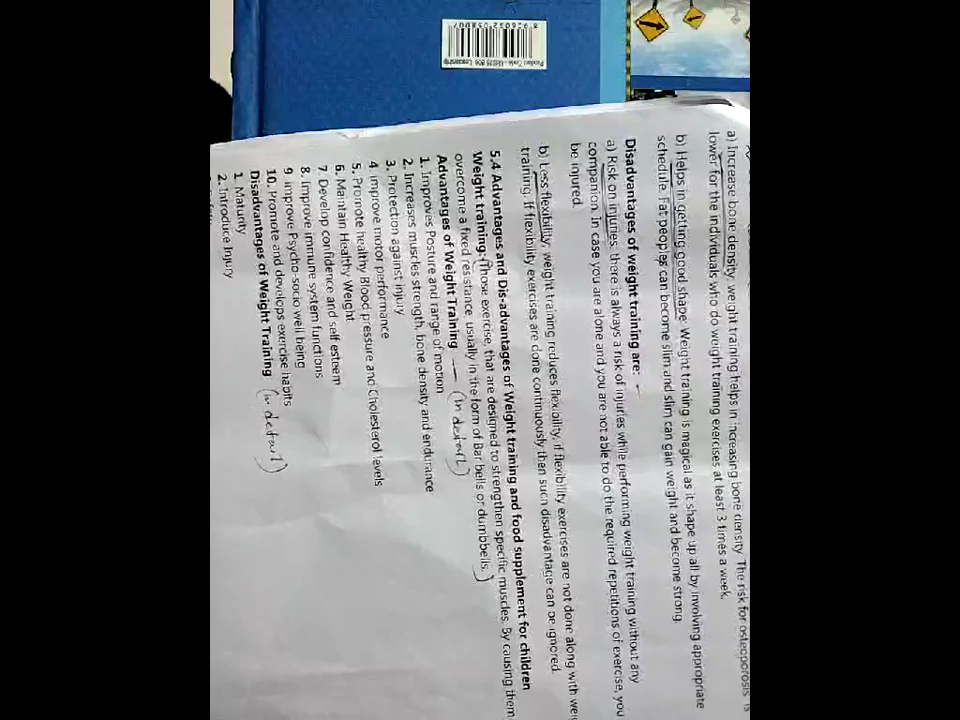 a) Increase bone density weight training helps in increasing bone density. The risk for osteoporosis is
lower for the individuals who do weight training exercises at least 3 times a week.
b) Helps in getting good shape: Weight training is magical as it shape up all by involving appropriate
schedule. Fat peoples can become slim and slim can gain weight and become strong.
Disadvantages of weight training are: -
a) Risk on injuries: there is always a risk of injuries while performing weight training without any
companion. In case you are alone and you are not able to do the required repetitions of exercise, you
be injured.
b) Less flexibility, weight training reduces flexibility, if flexibility exercises are not done along with wei
training. If flexibility exercises are done continuously then such disadvantage can be ignored.
5.4 Advantages and Dis-advantages of Weight training and food supplement for children
Weight training: (Those exercise, that are designed to strengthen specific muscles. By causing them
overcome a fixed resistance, usually in the form of Bar bells or dumbbells.)
Advantages of Weight Training — (in detail)
1. Improves Posture and range of motion
2. Increases muscles strength, bone density and endurance
3. Protection against injury
4 improve motor performance
5. Promote healthy Blood pressure and Cholesterol levels
6. Maintain Healthy Weight
7. Develop confidence and self esteem
8. Improve immune system functions
9 improve Psycho-socio well being
10. Promote and develops exercise habits
Disadvantages of Weight Training (in detail)
1 Maturity
2. Introduce Injury